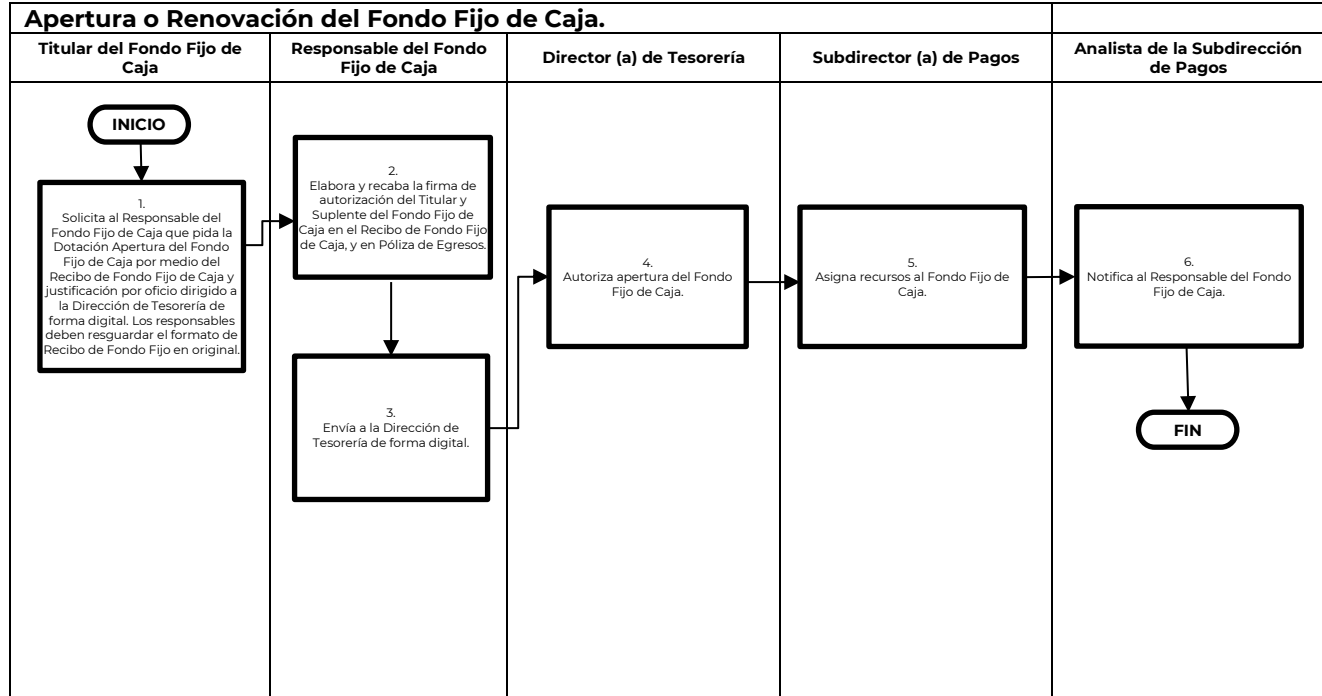 Apertura o Renovación del Fondo Fijo de Caja.
Titular del Fondo Fijo de
Caja
Responsable del Fondo
Fijo de Caja
Director (a) de Tesorería
Subdirector (a) de Pagos
Analista de la Subdirección
de Pagos
INICIO
1.
Solicita al Responsable del
Fondo Fijo de Caja que pida la
Dotación Apertura del Fondo
Fijo de Caja por medio del
Recibo de Fondo Fijo de Caja y
justificación por oficio dirigido a
la Dirección de Tesorería de
forma digital. Los responsables
deben resguardar el formato de
Recibo de Fondo Fijo en original.
2.
Elabora y recaba la firma de
autorización del Titular y
Suplente del Fondo Fijo de
Caja en el Recibo de Fondo Fijo
de Caja, y en Póliza de Egresos.
3.
Envía a la Dirección de
Tesorería de forma digital.
4.
Autoriza apertura del Fondo
Fijo de Caja.
5.
Asigna recursos al Fondo Fijo de
Caja.
6.
Notifica al Responsable del Fondo
Fijo de Caja.
FIN